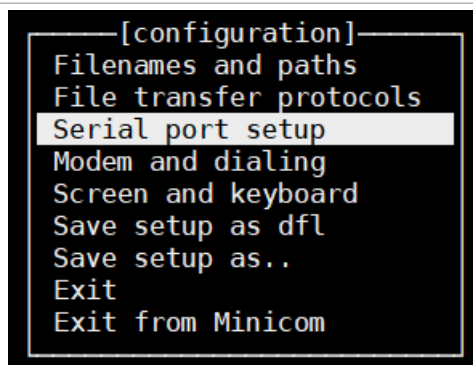 [configuration]
Filenames and paths
File transfer protocols
Serial port setup
Modem and dialing
Screen and keyboard
Save setup as dfl
Save setup as..
Exit
Exit from Minicom